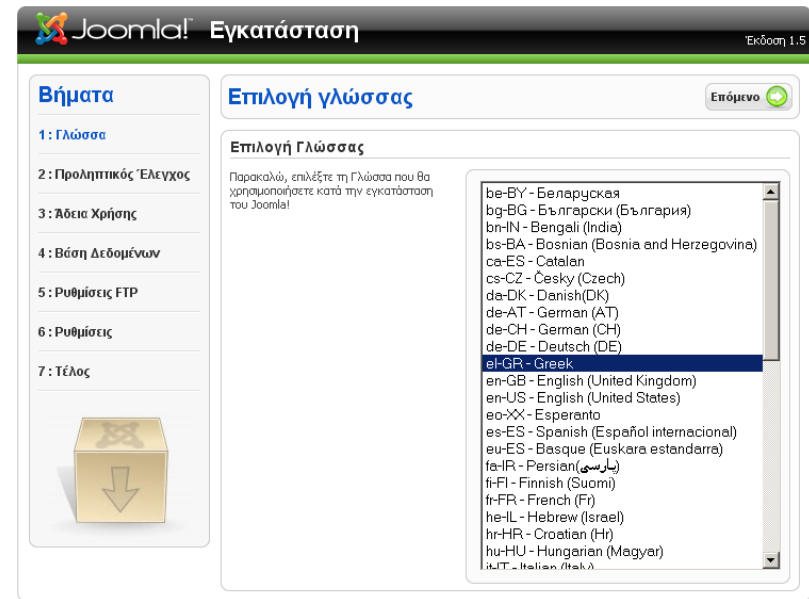 Joomla!™ Εγκατάσταση
Έκδοση 1.5
Βήματα
1 : Γλώσσα
2 : Προληπτικός Έλεγχος
3 : Άδεια Χρήσης
4 : Βάση Δεδομένων
5 : Ρυθμίσεις FTP
6 : Ρυθμίσεις
7 : Τέλος
Επιλογή γλώσσας
Επόμενο
Επιλογή Γλώσσας
Παρακαλώ, επιλέξτε τη Γλώσσα που θα
χρησιμοποιήσετε κατά την εγκατάσταση
του Joomla!
be-BY - Беларуская
bg-BG - Български (България)
bn-IN - Bengali (India)
bs-BA - Bosnian (Bosnia and Herzegovina)
ca-ES - Catalan
cs-CZ - Česky (Czech)
da-DK - Danish(DK)
de-AT - German (AT)
de-CH - German (CH)
de-DE - Deutsch (DE)
el-GR - Greek
en-GB - English (United Kingdom)
en-US - English (United States)
eo-XX - Esperanto
es-ES - Spanish (Español internacional)
eu-ES - Basque (Euskara estandarra)
fa-IR - Persian(پارسی)
fi-FI - Finnish (Suomi)
fr-FR - French (Fr)
he-IL - Hebrew (Israel)
hr-HR - Croatian (Hr)
hu-HU - Hungarian (Magyar)
it-IT - Italian (Italy)